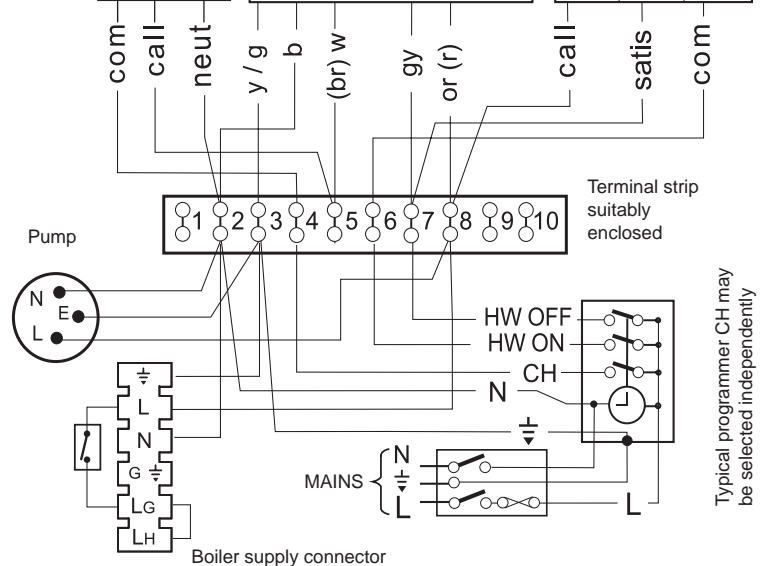 com
call
neut
y / g
b
(br) w
gy
or (r)
call
satis
com
1 2 3 4 5 6 7 8 9 10
Terminal strip
suitably
enclosed
Pump
N
E
L
HW OFF
HW ON
CH
N
Typical programmer CH may
be selected independently
L
N
G
LG
LH
MAINS
N
L
L
Boiler supply connector